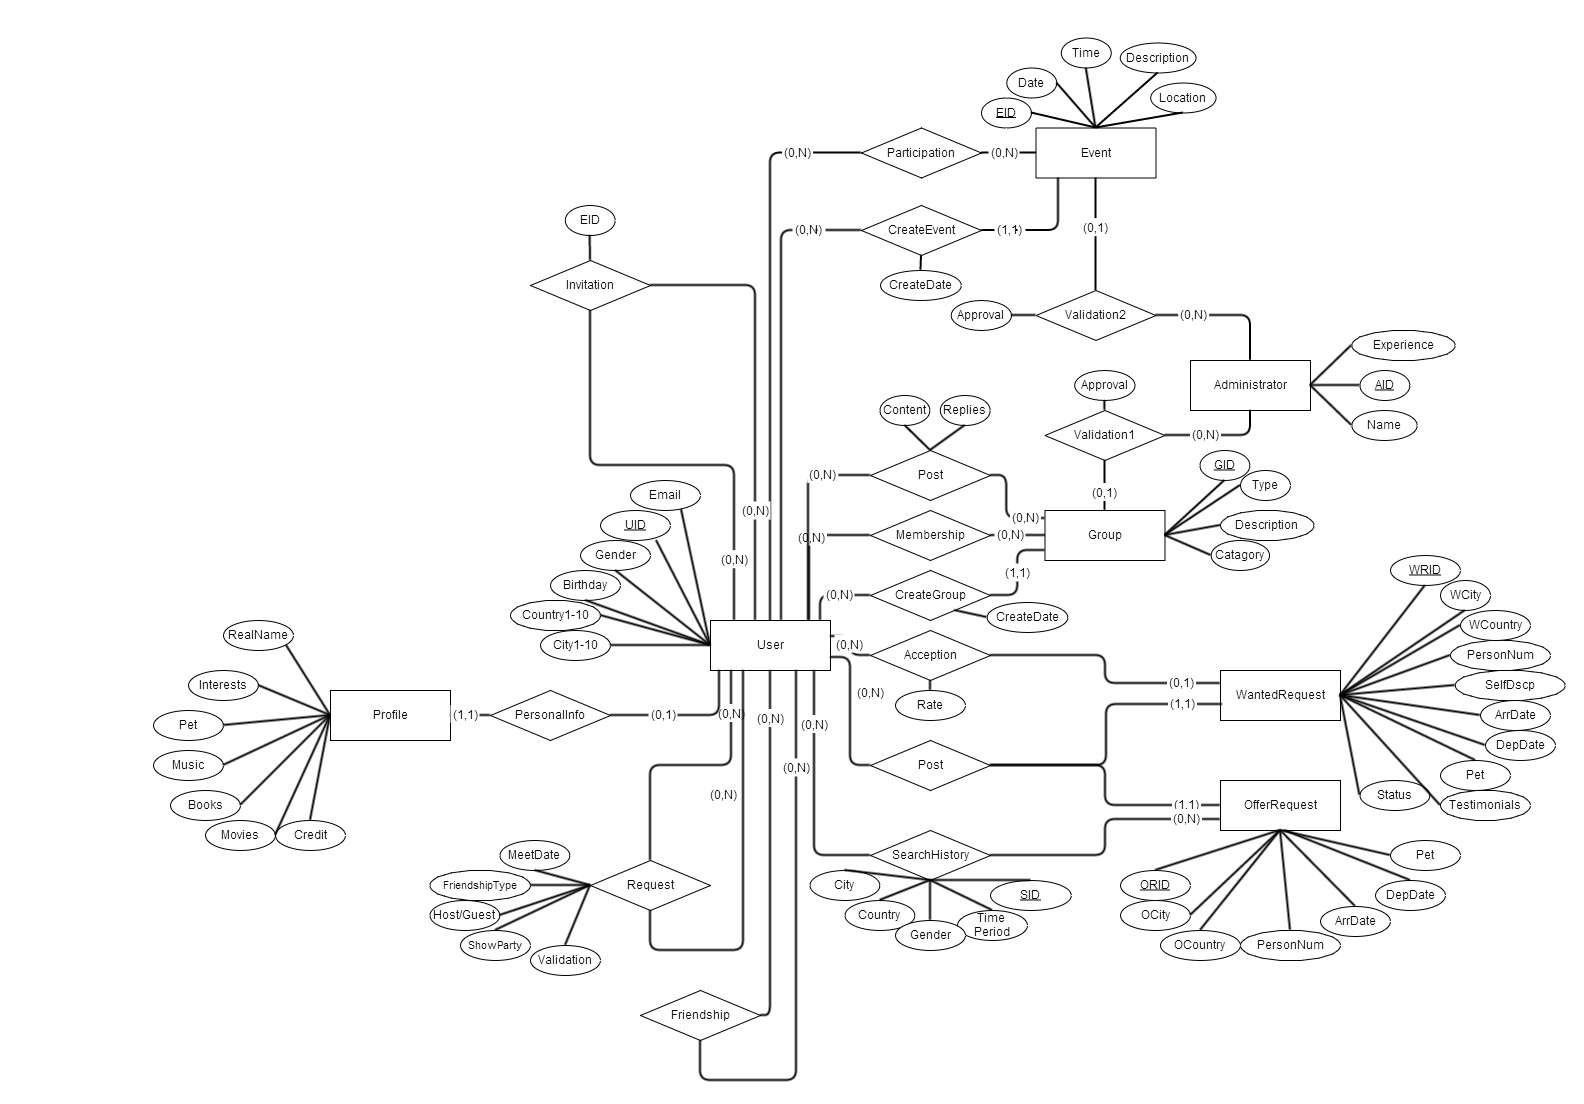 Time
Description
Date
Location
EID
Event
(0,N)
Participation
(0,N)
EID
(0,N)
CreateEvent
(1,1)
(0,1)
Invitation
CreateDate
Approval
Validation2
(0,N)
Experience
Administrator
AID
Approval
Name
Content
Replies
Validation1
(0,N)
GID
(0,N)
Post
Type
(0,1)
Email
(0,N)
(0,N)
UID
Description
(0,N)
Membership
(0,N)
Group
Gender
(0,N)
Catagory
(1,1)
WRID
Birthday
(0,N)
CreateGroup
WCity
Country1-10
CreateDate
WCountry
RealName
City1-10
User
(0,N)
Acception
PersonNum
Interests
(0,1)
SelfDscp
(0,N)
WantedRequest
Rate
(1,1)
Profile
(1,1)
PersonalInfo
(0,1)
(0,N)
(0,N)
(0,N)
ArrDate
Pet
DepDate
Music
(0,N)
Post
Pet
(0,N)
Status
Books
(1,1)
OfferRequest
Testimonials
(0,N)
Movies
Credit
MeetDate
SearchHistory
Pet
FriendshipType
Request
City
SID
ORID
DepDate
Host/Guest
Country
Time
Period
OCity
ArrDate
ShowParty
Gender
OCountry
PersonNum
Validation
Friendship